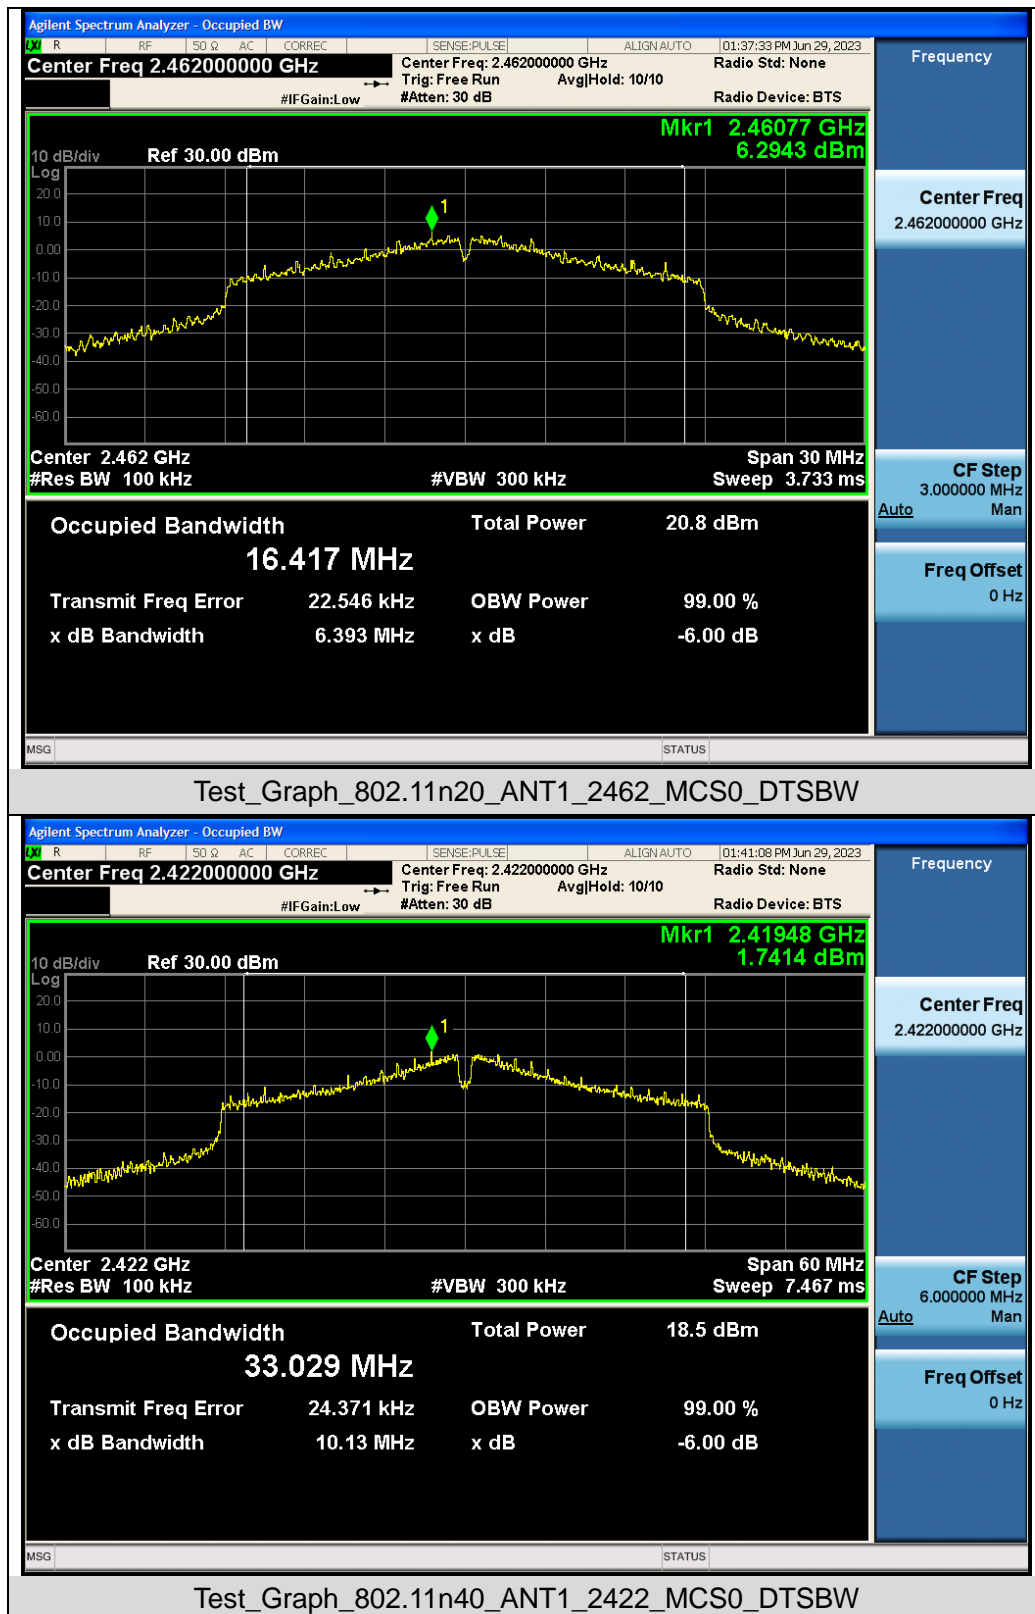 Agilent Spectrum Analyzer - Occupied BW
LXI R RF 50 Ω AC CORREC SENSE:PULSE ALIGN AUTO 01:37:33 PM Jun 29, 2023
Center Freq 2.462000000 GHz Center Freq: 2.462000000 GHz Radio Std: None
Trig: Free Run Avg|Hold: 10/10
#IFGain:Low #Atten: 30 dB Radio Device: BTS
Frequency
Mkr1 2.46077 GHz
10 dB/div Ref 30.00 dBm 6.2943 dBm
Log
20.0
10.0
0.00
-10.0
-20.0
-30.0
-40.0
-50.0
-60.0
1
Center 2.462 GHz Span 30 MHz
#Res BW 100 kHz #VBW 300 kHz Sweep 3.733 ms
Center Freq
2.462000000 GHz
CF Step
3.000000 MHz
Auto Man
Freq Offset
0 Hz
Occupied Bandwidth Total Power 20.8 dBm
16.417 MHz
Transmit Freq Error 22.546 kHz OBW Power 99.00 %
x dB Bandwidth 6.393 MHz x dB -6.00 dB
MSG STATUS
Test_Graph_802.11n20_ANT1_2462_MCS0_DTSBW
Agilent Spectrum Analyzer - Occupied BW
LXI R RF 50 Ω AC CORREC SENSE:PULSE ALIGN AUTO 01:41:08 PM Jun 29, 2023
Center Freq 2.422000000 GHz Center Freq: 2.422000000 GHz Radio Std: None
Trig: Free Run Avg|Hold: 10/10
#IFGain:Low #Atten: 30 dB Radio Device: BTS
Frequency
Mkr1 2.41948 GHz
10 dB/div Ref 30.00 dBm 1.7414 dBm
Log
20.0
10.0
0.00
-10.0
-20.0
-30.0
-40.0
-50.0
-60.0
1
Center 2.422 GHz Span 60 MHz
#Res BW 100 kHz #VBW 300 kHz Sweep 7.467 ms
Center Freq
2.422000000 GHz
CF Step
6.000000 MHz
Auto Man
Freq Offset
0 Hz
Occupied Bandwidth Total Power 18.5 dBm
33.029 MHz
Transmit Freq Error 24.371 kHz OBW Power 99.00 %
x dB Bandwidth 10.13 MHz x dB -6.00 dB
MSG STATUS
Test_Graph_802.11n40_ANT1_2422_MCS0_DTSBW